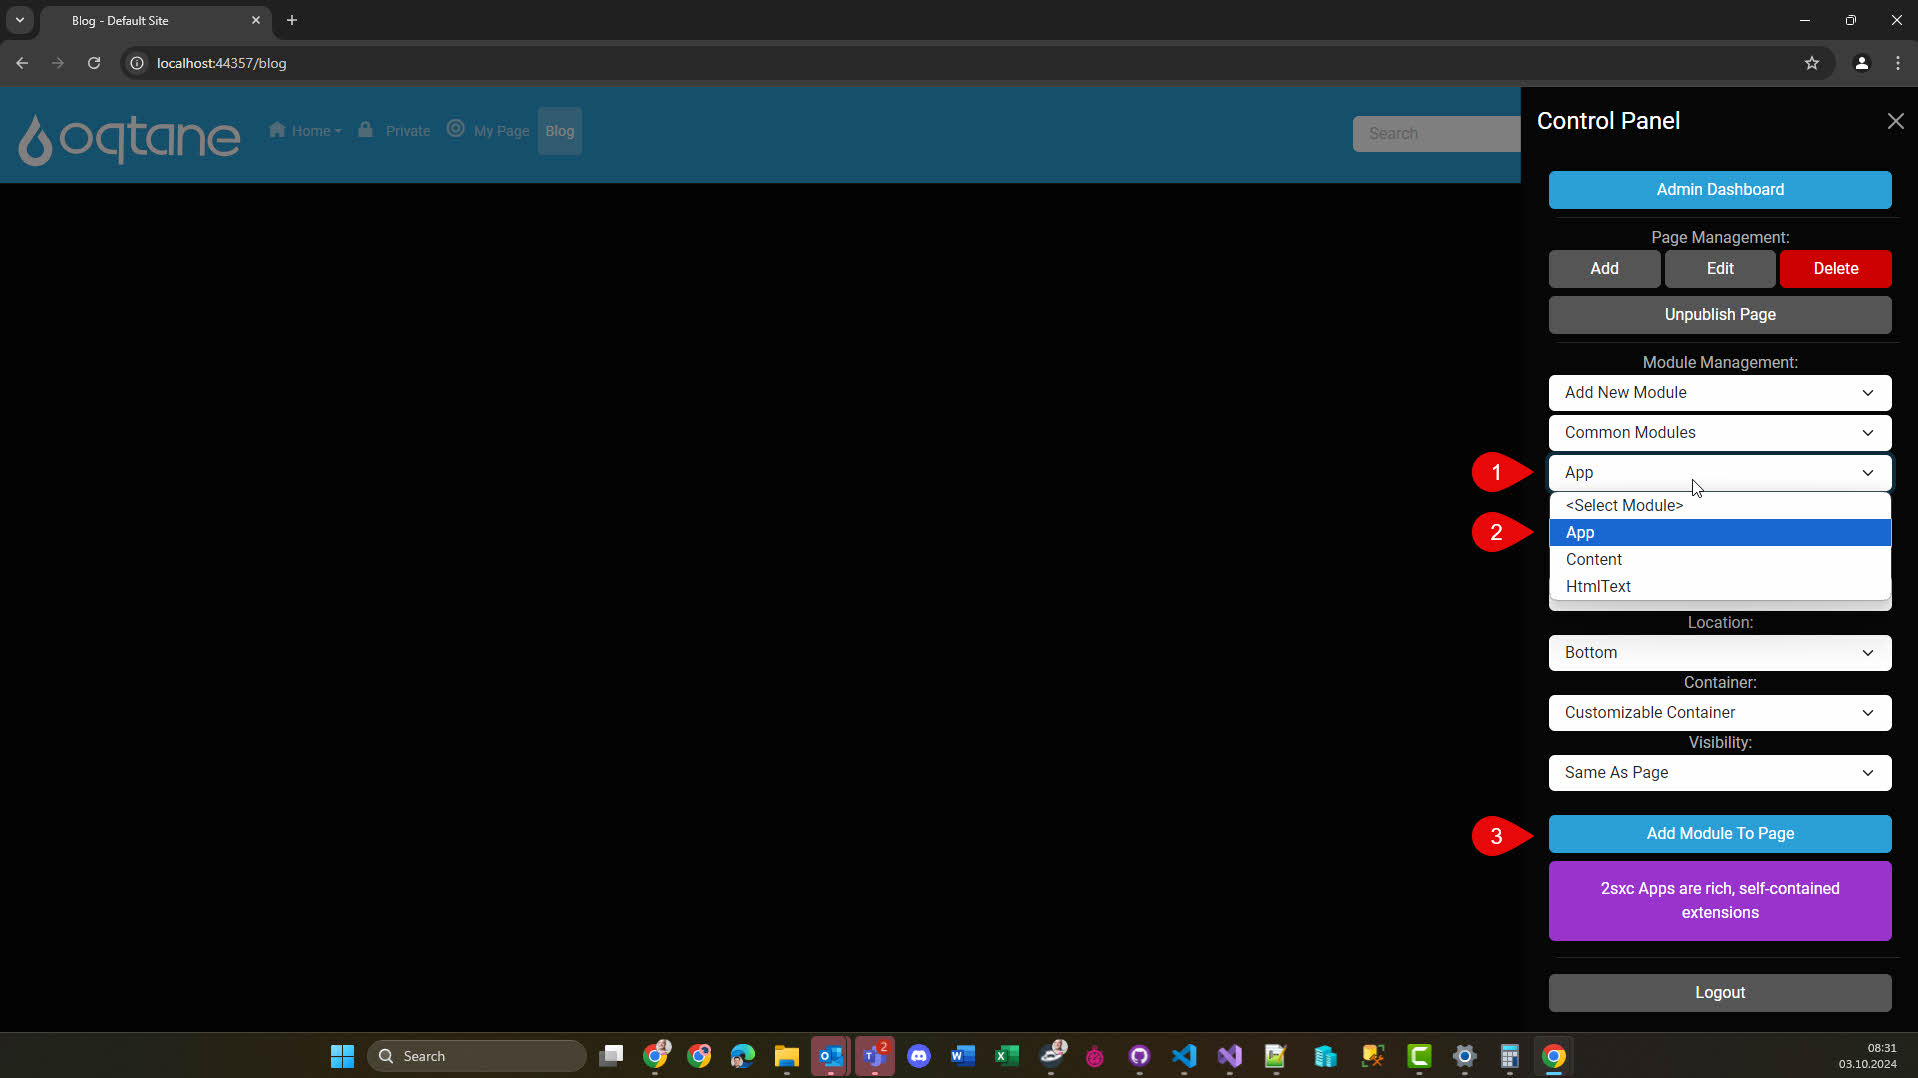 Blog - Default Site
localhost:44357/blog
oqtane
Home
Private
My Page
Blog
Search
Control Panel
Admin Dashboard
Page Management:
Add
Edit
Delete
Unpublish Page
Module Management:
Add New Module
Common Modules
1
App
<Select Module>
2
App
Content
HtmlText
Location:
Bottom
Container:
Customizable Container
Visibility:
Same As Page
3
Add Module To Page
2sxc Apps are rich, self-contained
extensions
Logout
Search
2
08:31
03.10.2024